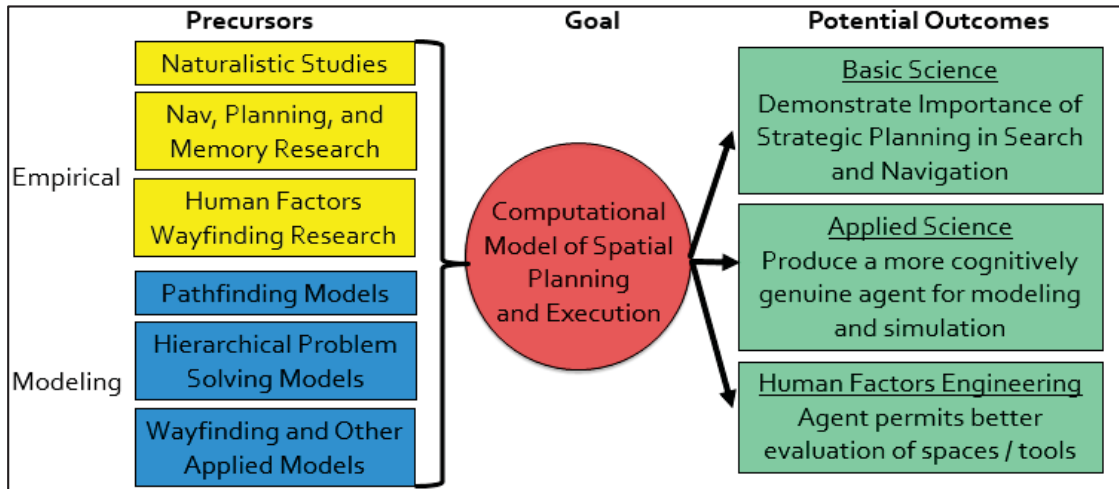 Precursors
Goal
Potential Outcomes
Empirical
Naturalistic Studies
Nav, Planning, and
Memory Research
Human Factors
Wayfinding Research
Modeling
Pathfinding Models
Hierarchical Problem
Solving Models
Wayfinding and Other
Applied Models
Computational
Model of Spatial
Planning
and Execution
Basic Science
Demonstrate Importance of
Strategic Planning in Search
and Navigation
Applied Science
Produce a more cognitively
genuine agent for modeling
and simulation
Human Factors Engineering
Agent permits better
evaluation of spaces / tools